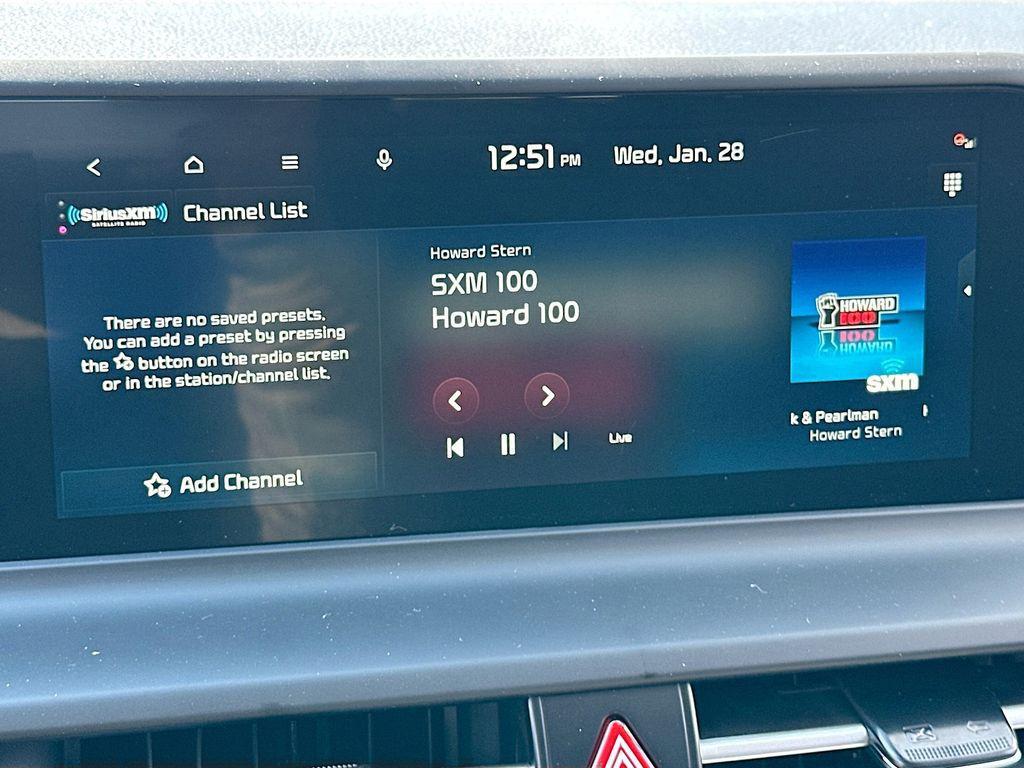 12:51 PM
Wed, Jan. 28
SiriusXM
SATELLITE RADIO
Channel List
There are no saved presets.
You can add a preset by pressing
the button on the radio screen
or in the station/channel list.
Add Channel
Howard Stern
SXM 100
Howard 100
Live
HOWARD
100
sxm
k & Pearlman
Howard Stern